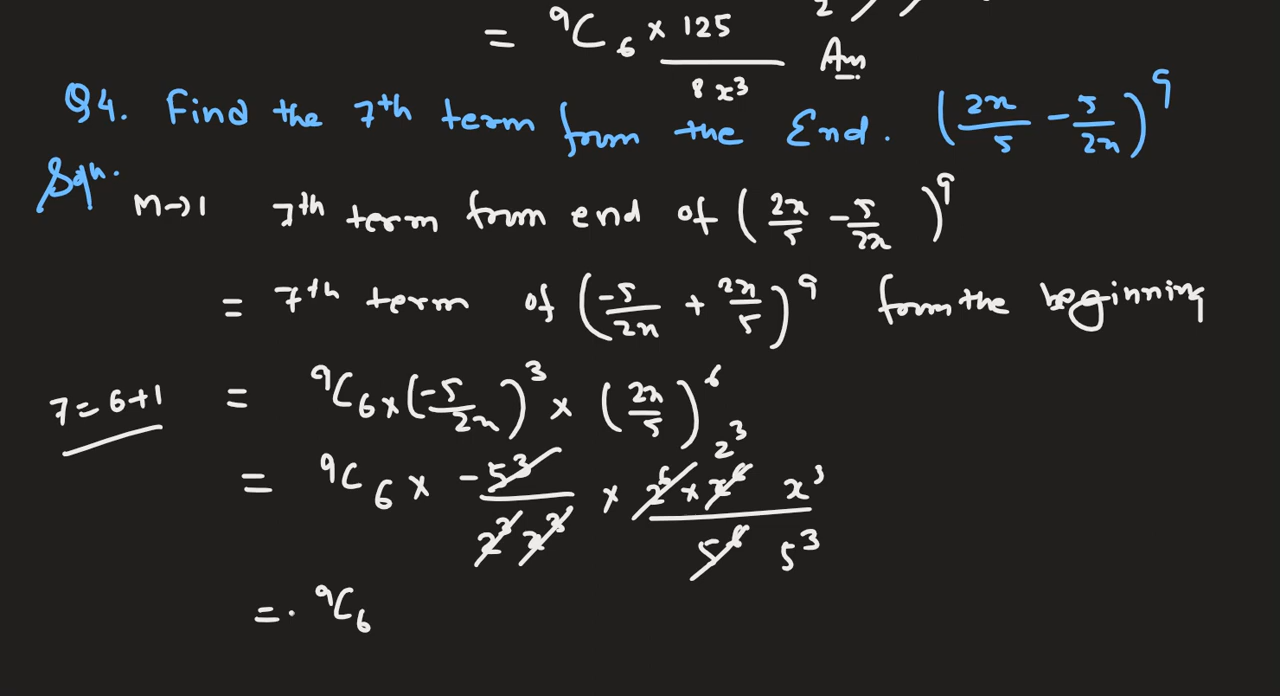 = ⁹C₆ × 125/8x³ Ans
Q4. Find the 7th term from the End. (2x/5 - 5/2x)⁹
Soln. M→1 7th term from end of (2x/5 - 5/2x)⁹
= 7th term of (-5/2x + 2x/5)⁹ from the beginning
7=6+1 = ⁹C₆ × (-5/2x)³ × (2x/5)⁶
= ⁹C₆ × -5³/2³x³ × 2⁶×x⁶/5⁶ 2³ x³/5³
= . ⁹C₆